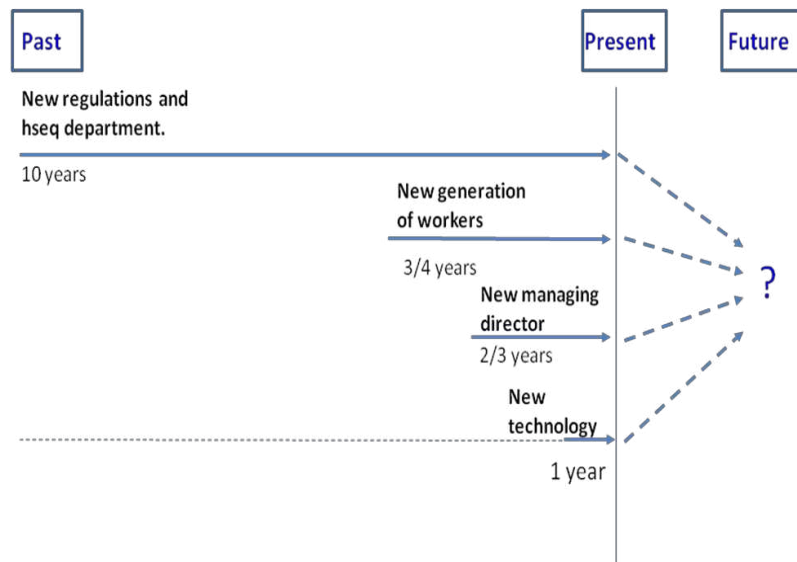 Past
Present
Future
New regulations and
hseq department.
10 years
New generation
of workers
3/4 years
?
New managing
director
2/3 years
New
technology
1 year